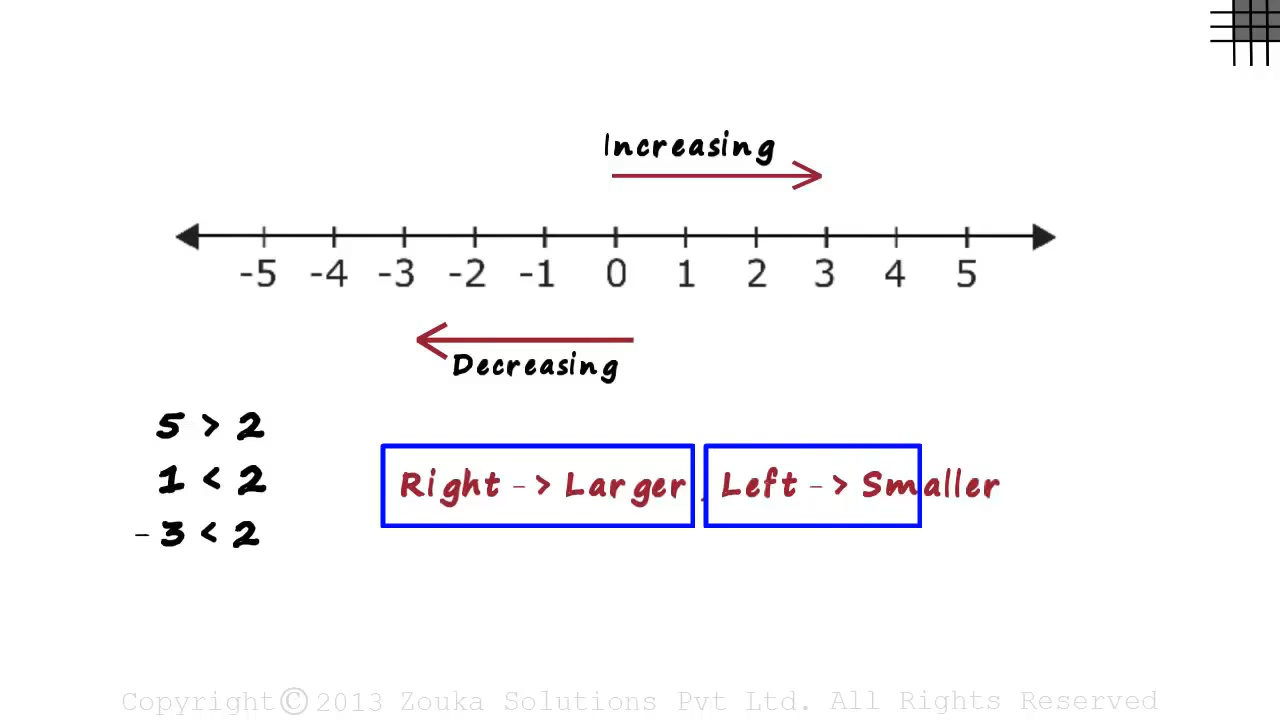 Increasing
-5 -4 -3 -2 -1 0 1 2 3 4 5
Decreasing
5 > 2
1 < 2
- 3 < 2
Right -> Larger , Left -> Smaller
Copyright © 2013 Zouka Solutions Pvt Ltd. All Rights Reserved